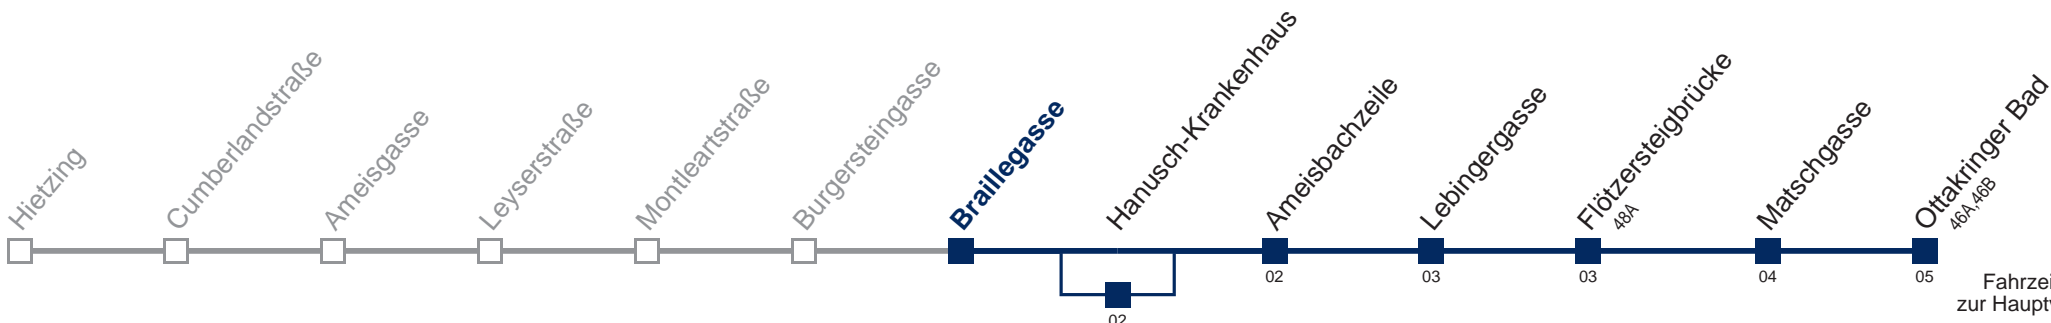 Hietzing
Cumberlandstraße
Ameisgasse
Leyserstraße
Montleartstraße
Burgersteingasse
Braillegasse
Hanusch-Krankenhaus
02
Ameisbachzeile
02
Lebingergasse
03
Flötzersteigbrücke
48A
03
Matschgasse
04
Ottakringer Bad
46A,46B
05
zur